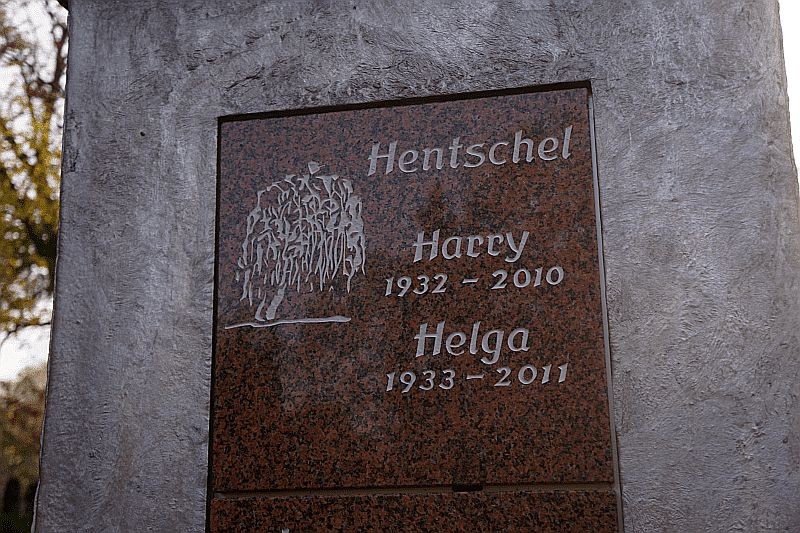 Hentschel
Harry
1932 – 2010
Helga
1933 – 2011